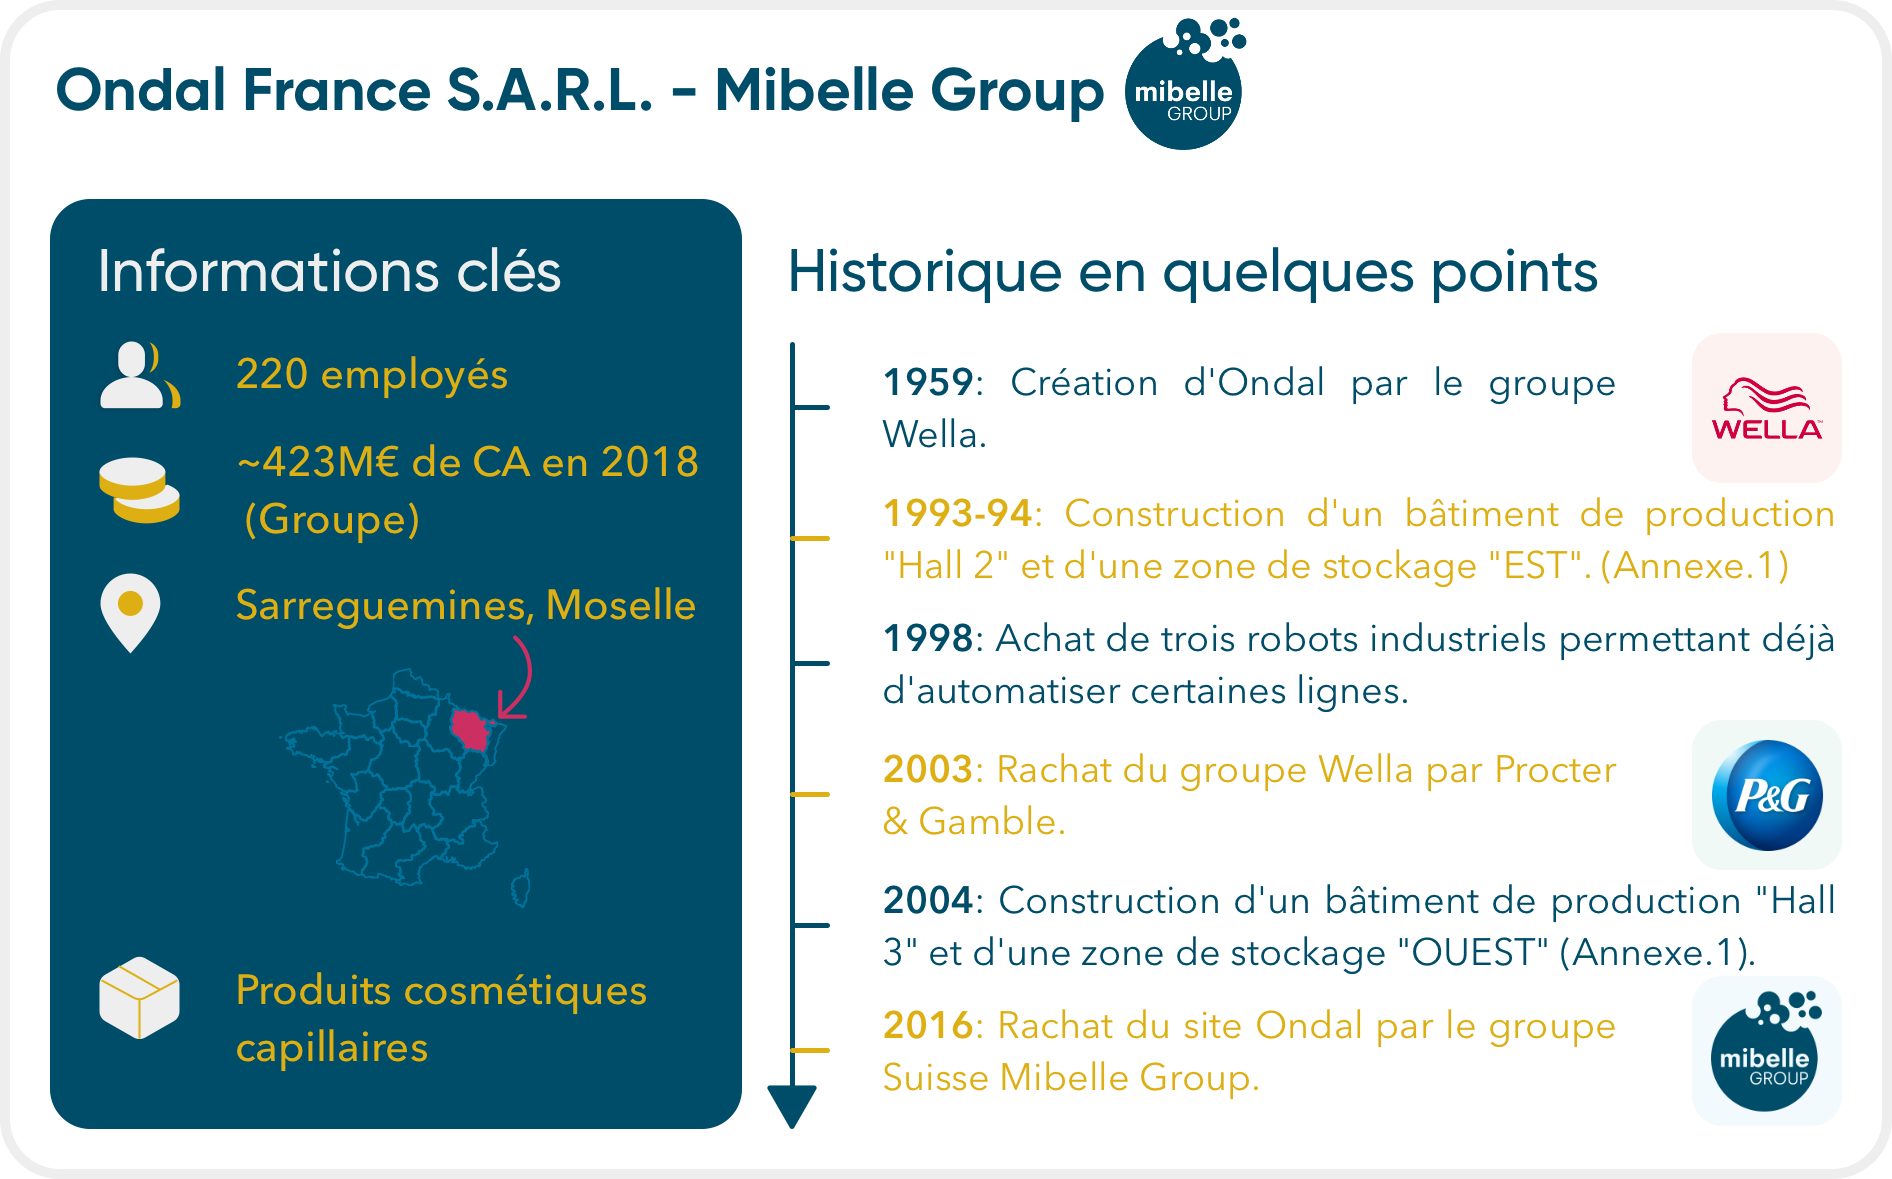 Ondal France S.A.R.L. - Mibelle Group
mibelle
GROUP
Informations clés
220 employés
~423M€ de CA en 2018
(Groupe)
Sarreguemines, Moselle
Produits cosmétiques
capillaires
Historique en quelques points
1959: Création d'Ondal par le groupe
Wella.
WELLA™
1993-94: Construction d'un bâtiment de production
"Hall 2" et d'une zone de stockage "EST". (Annexe.1)
1998: Achat de trois robots industriels permettant déjà
d'automatiser certaines lignes.
2003: Rachat du groupe Wella par Procter
& Gamble.
P&G
2004: Construction d'un bâtiment de production "Hall
3" et d'une zone de stockage "OUEST" (Annexe.1).
2016: Rachat du site Ondal par le groupe
Suisse Mibelle Group.
mibelle
GROUP